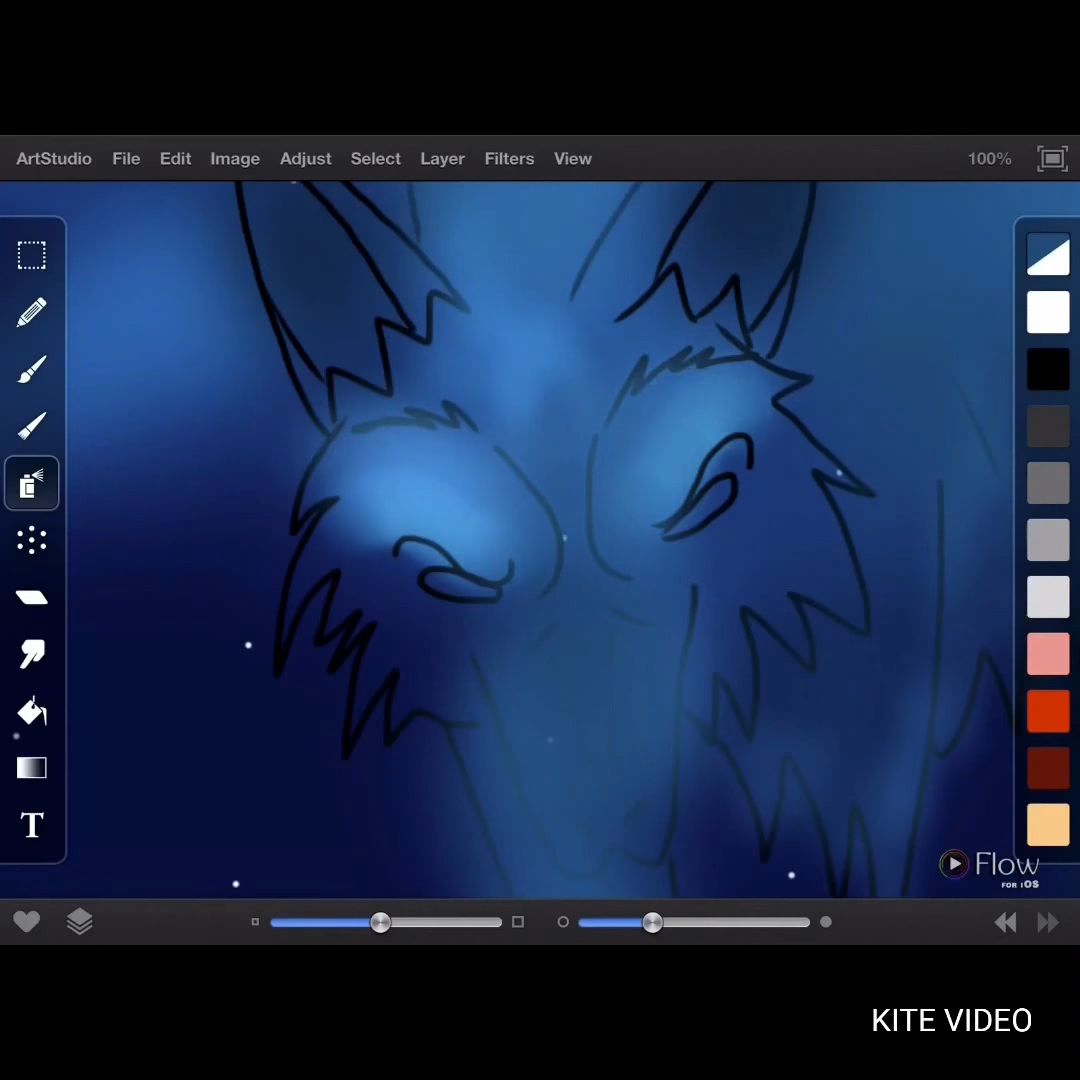 ArtStudio File Edit Image Adjust Select Layer Filters View 100%
T
Flow
FOR iOS
KITE VIDEO